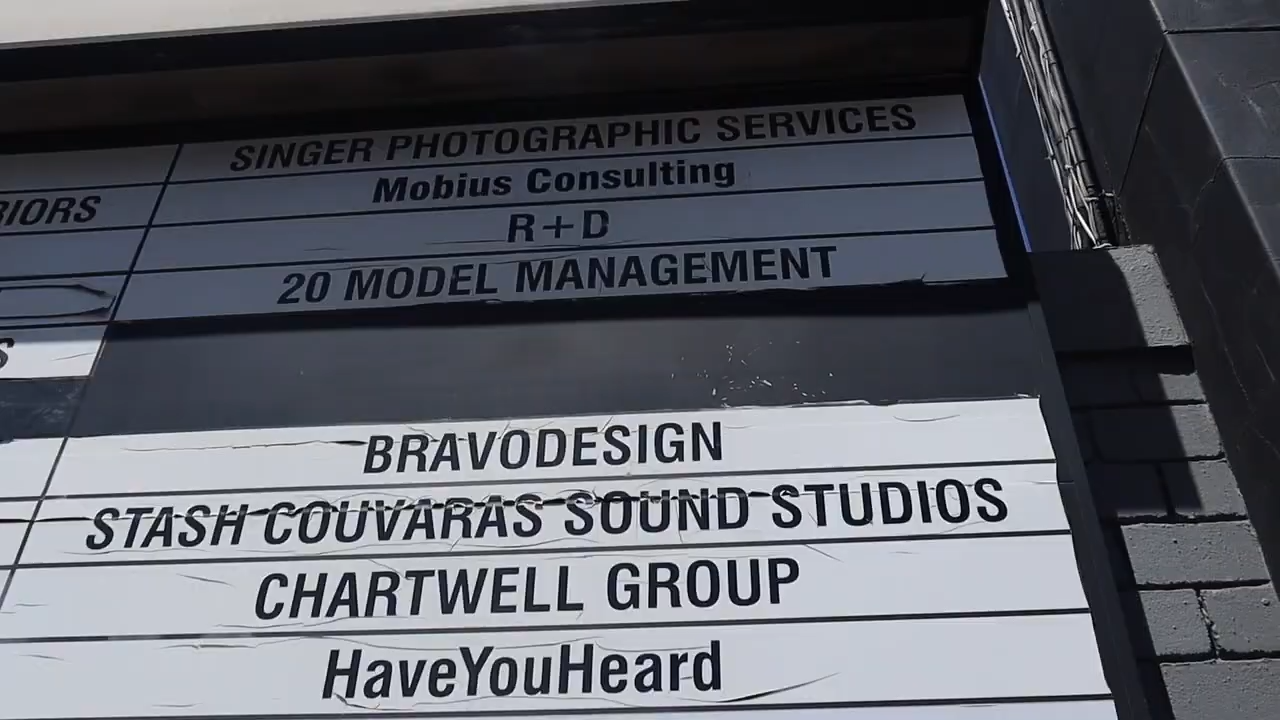 SINGER PHOTOGRAPHIC SERVICES
Mobius Consulting
R+D
20 MODEL MANAGEMENT
BRAVODESIGN
STASH COUVARAS SOUND STUDIOS
CHARTWELL GROUP
HaveYouHeard